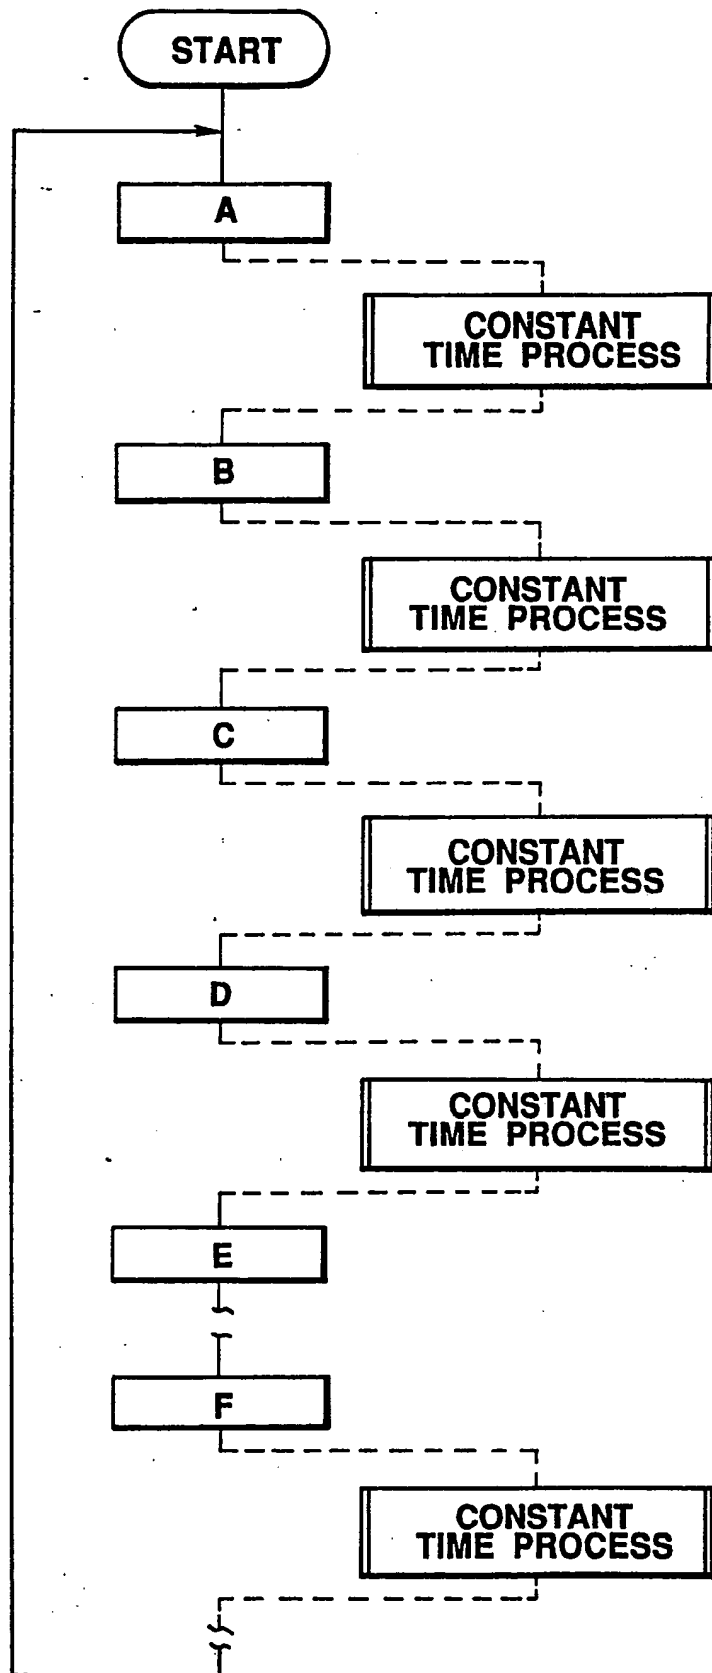 START
A
CONSTANT
TIME PROCESS
B
CONSTANT
TIME PROCESS
C
CONSTANT
TIME PROCESS
D
CONSTANT
TIME PROCESS
E
F
CONSTANT
TIME PROCESS